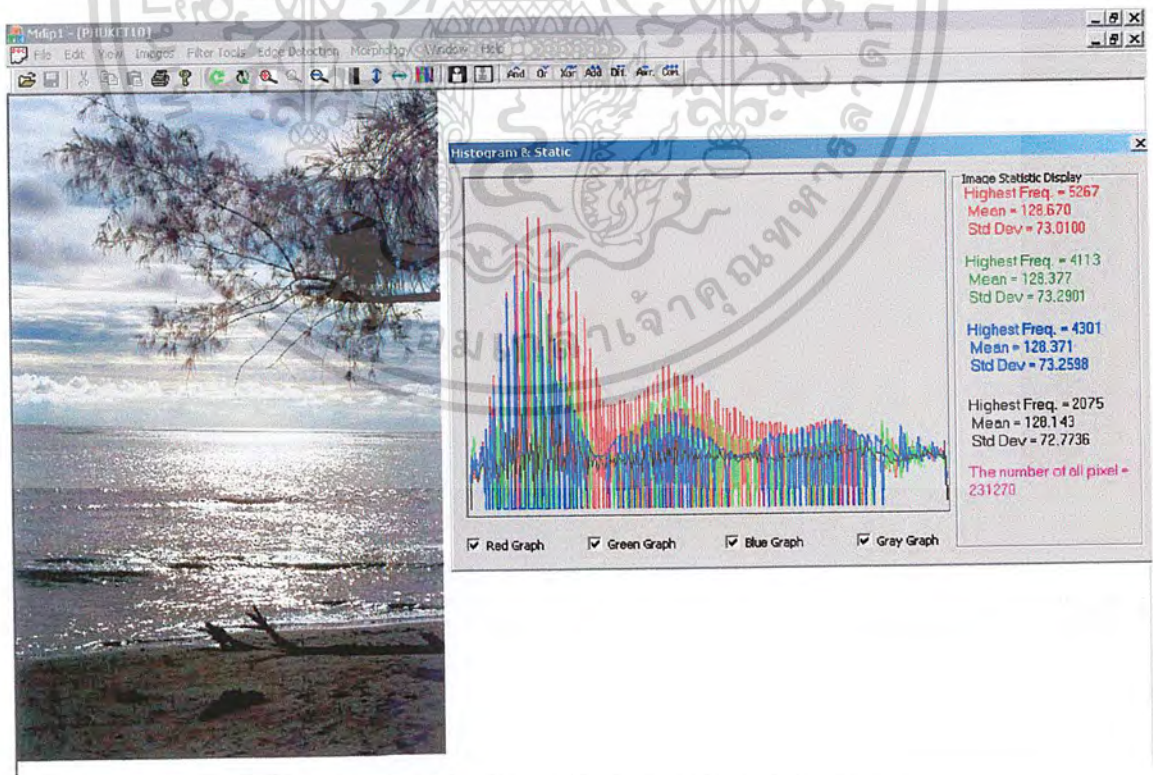 Mdip1 - [PHUKET10]
File Edit View Images Filter Tools Edge Detection Morphology Window Help
And Or Xor Add Dif. Avr. Con.
Histogram & Static
Image Statistic Display
Highest Freq. = 5267
Mean = 128.670
Std Dev = 73.0100
Highest Freq. = 4113
Mean = 128.377
Std Dev = 73.2901
Highest Freq. = 4301
Mean = 128.371
Std Dev = 73.2598
Highest Freq. = 2075
Mean = 128.143
Std Dev = 72.7736
The number of all pixel =
231270
Red Graph Green Graph Blue Graph Gray Graph